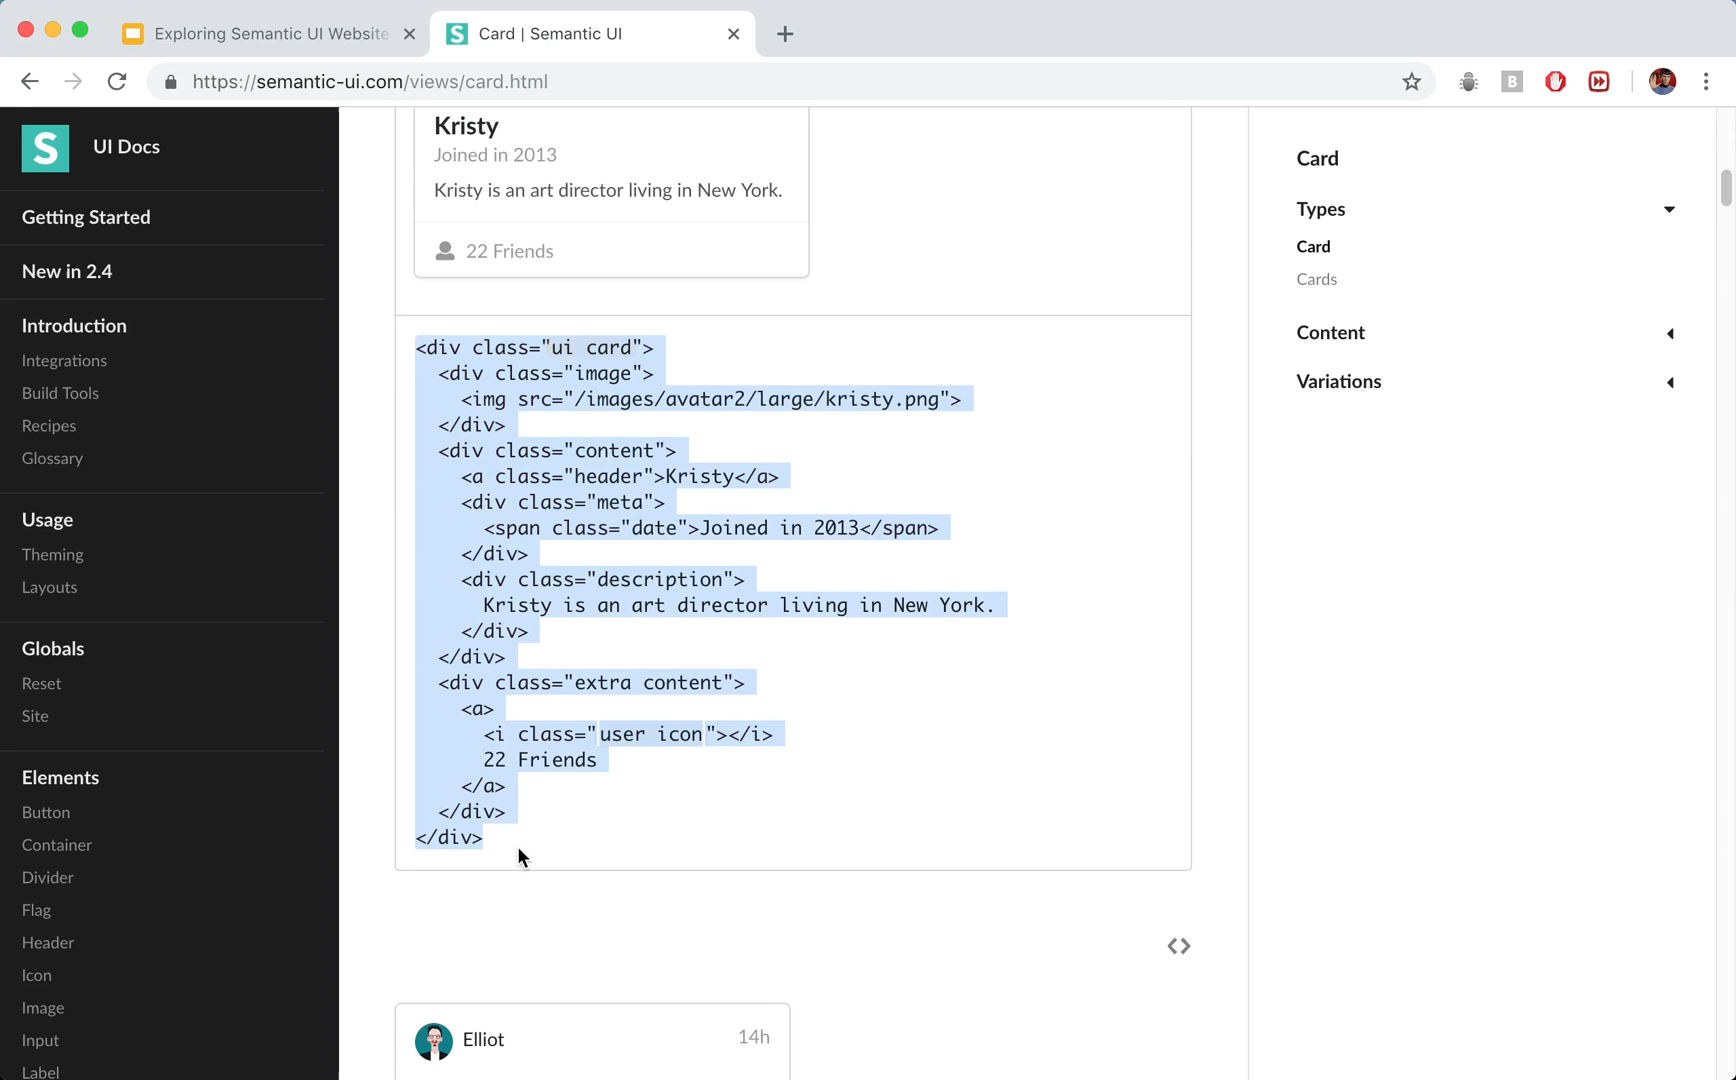 Exploring Semantic UI Website
Card | Semantic UI
https://semantic-ui.com/views/card.html
S
UI Docs
Getting Started
New in 2.4
Introduction
Integrations
Build Tools
Recipes
Glossary
Usage
Theming
Layouts
Globals
Reset
Site
Elements
Button
Container
Divider
Flag
Header
Icon
Image
Input
Label
Kristy
Joined in 2013
Kristy is an art director living in New York.
22 Friends
<div class="ui card">
  <div class="image">
    <img src="/images/avatar2/large/kristy.png">
  </div>
  <div class="content">
    <a class="header">Kristy</a>
    <div class="meta">
      <span class="date">Joined in 2013</span>
    </div>
    <div class="description">
      Kristy is an art director living in New York.
    </div>
  </div>
  <div class="extra content">
    <a>
      <i class="user icon"></i>
      22 Friends
    </a>
  </div>
</div>
Elliot
14h
Card
Types
Card
Cards
Content
Variations